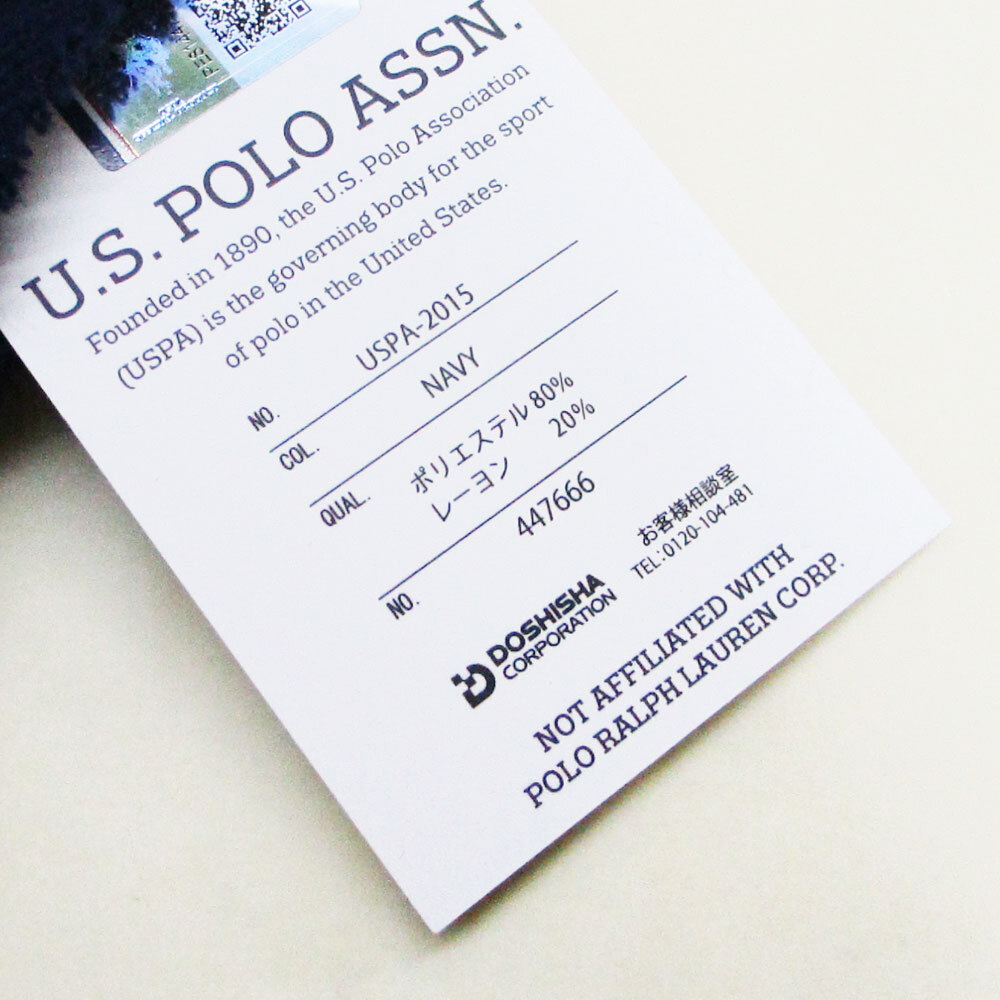 U.S. POLO ASSN.
Founded in 1890, the U.S. Polo Association
(USPA) is the governing body for the sport
of polo in the United States.
NO. USPA-2015
COL. NAVY
QUAL. ポリエステル 80%
レーヨン 20%
NO. 447666
お客様相談室
TEL:0120-104-481
DOSHISHA
CORPORATION
NOT AFFILIATED WITH
POLO RALPH LAUREN CORP.